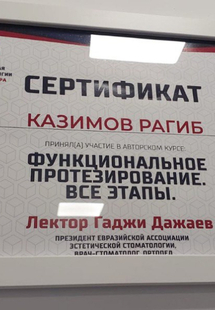 СЕРТИФИКАТ
КАЗИМОВ РАГИБ
ПРИНЯЛ(А) УЧАСТИЕ В АВТОРСКОМ КУРСЕ:
ФУНКЦИОНАЛЬНОЕ
ПРОТЕЗИРОВАНИЕ.
ВСЕ ЭТАПЫ.
Лектор Гаджи Дажаев
ПРЕЗИДЕНТ ЕВРАЗИЙСКОЙ АССОЦИАЦИИ
ЭСТЕТИЧЕСКОЙ СТОМАТОЛОГИИ,
ВРАЧ-СТОМАТОЛОГ ОРТОПЕД